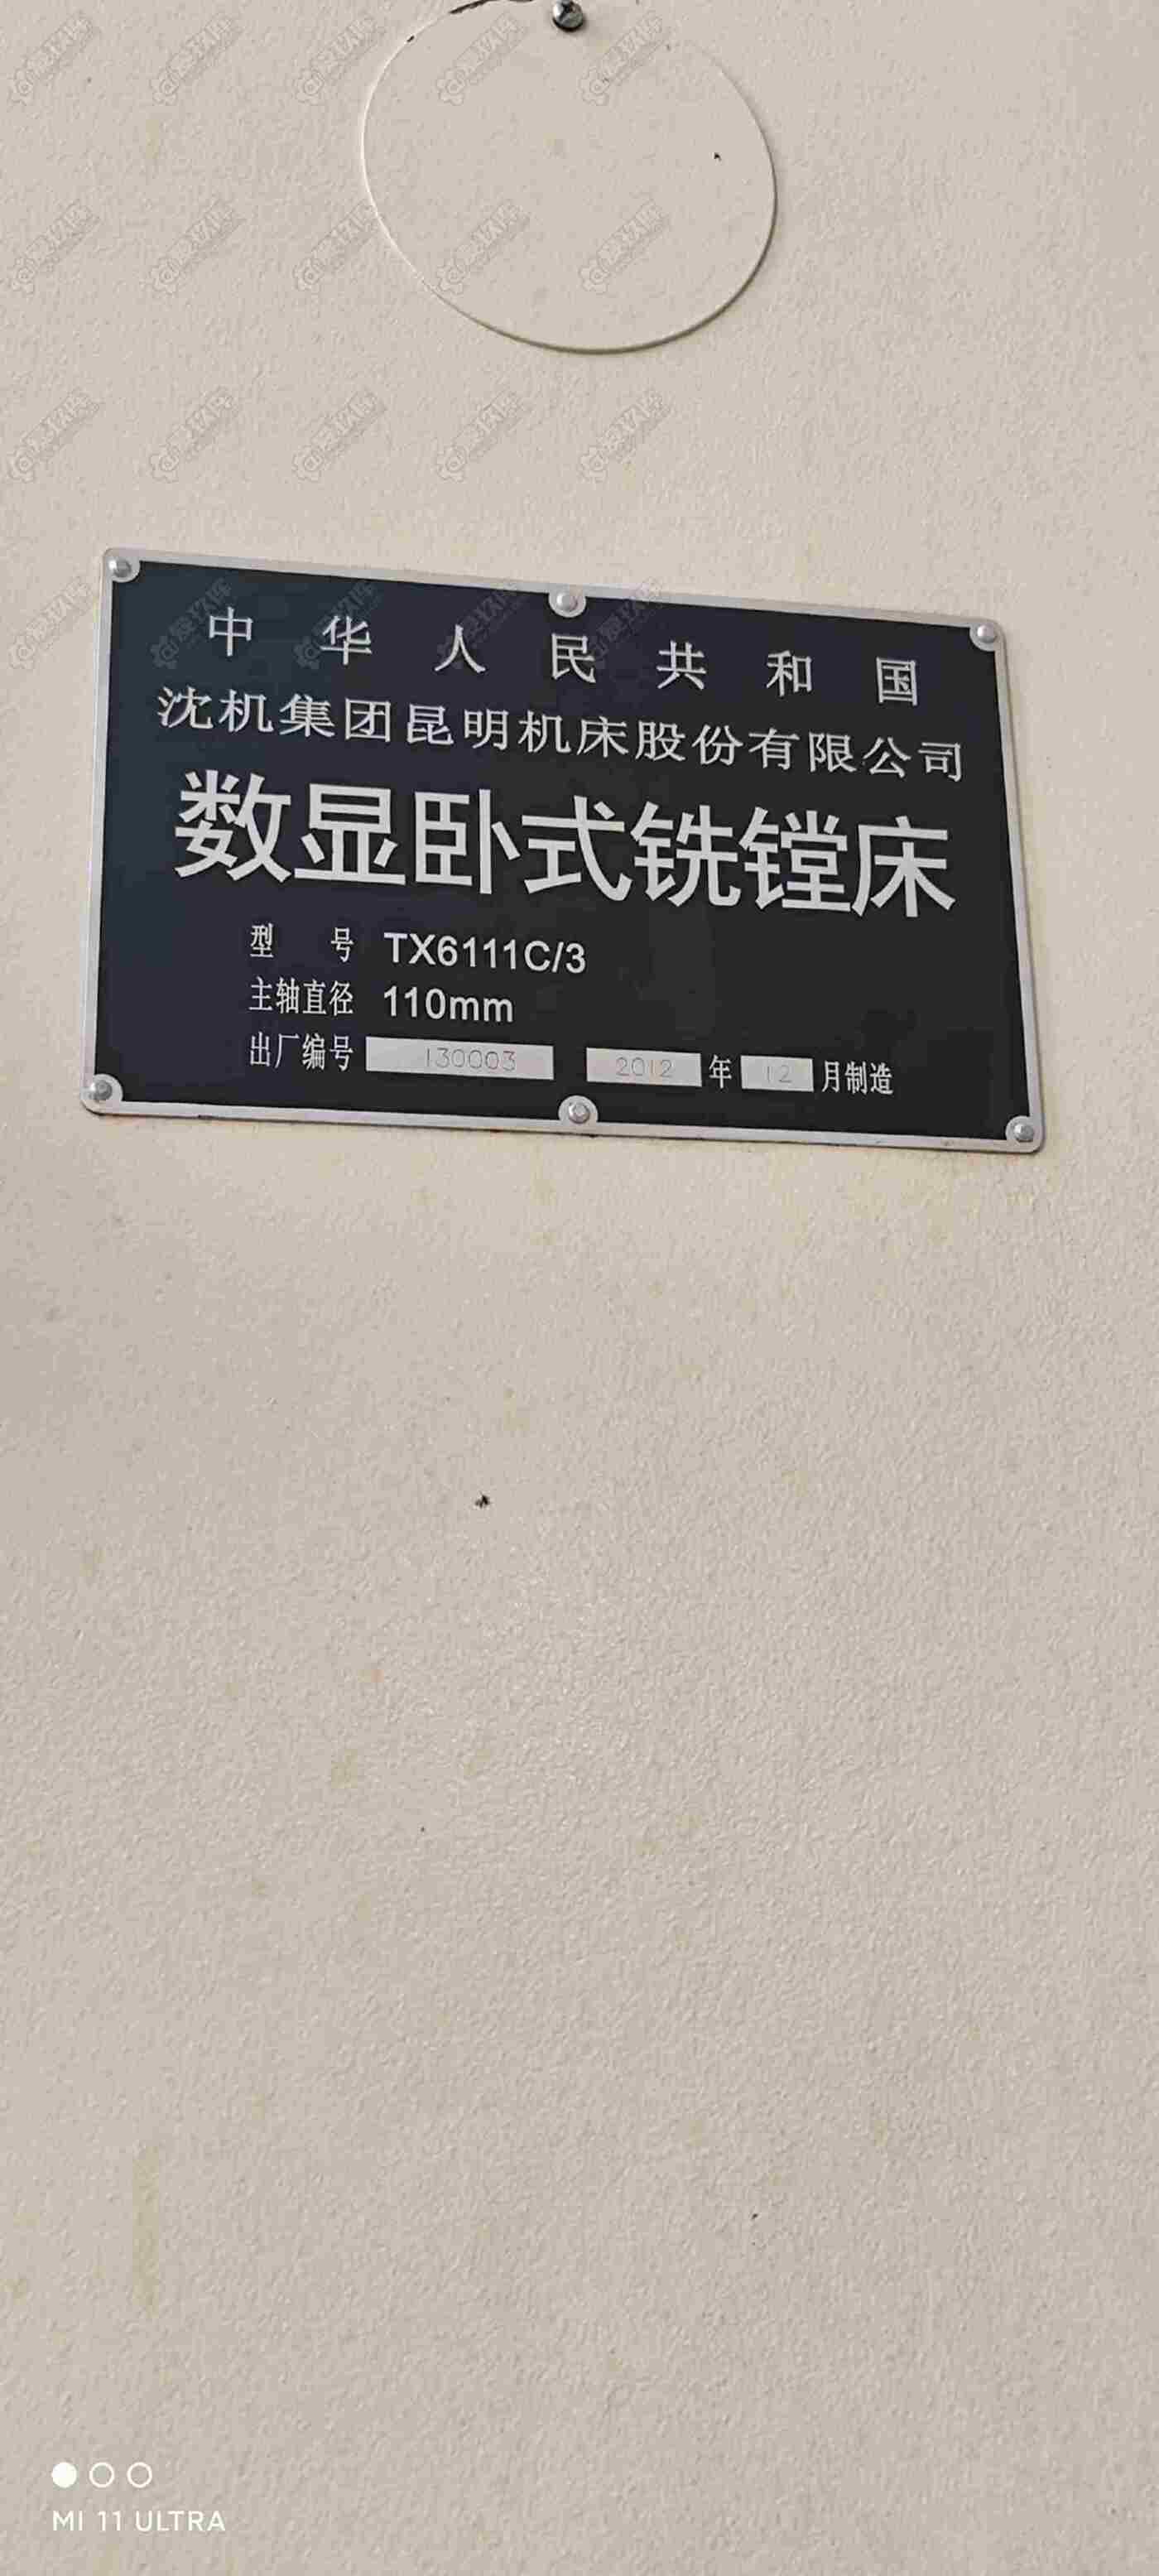 中华人民共和国
沈机集团昆明机床股份有限公司
数显卧式铣镗床
型 号 TX6111C/3
主轴直径 110mm
出厂编号 130003 2012 年 12 月制造
MI 11 ULTRA